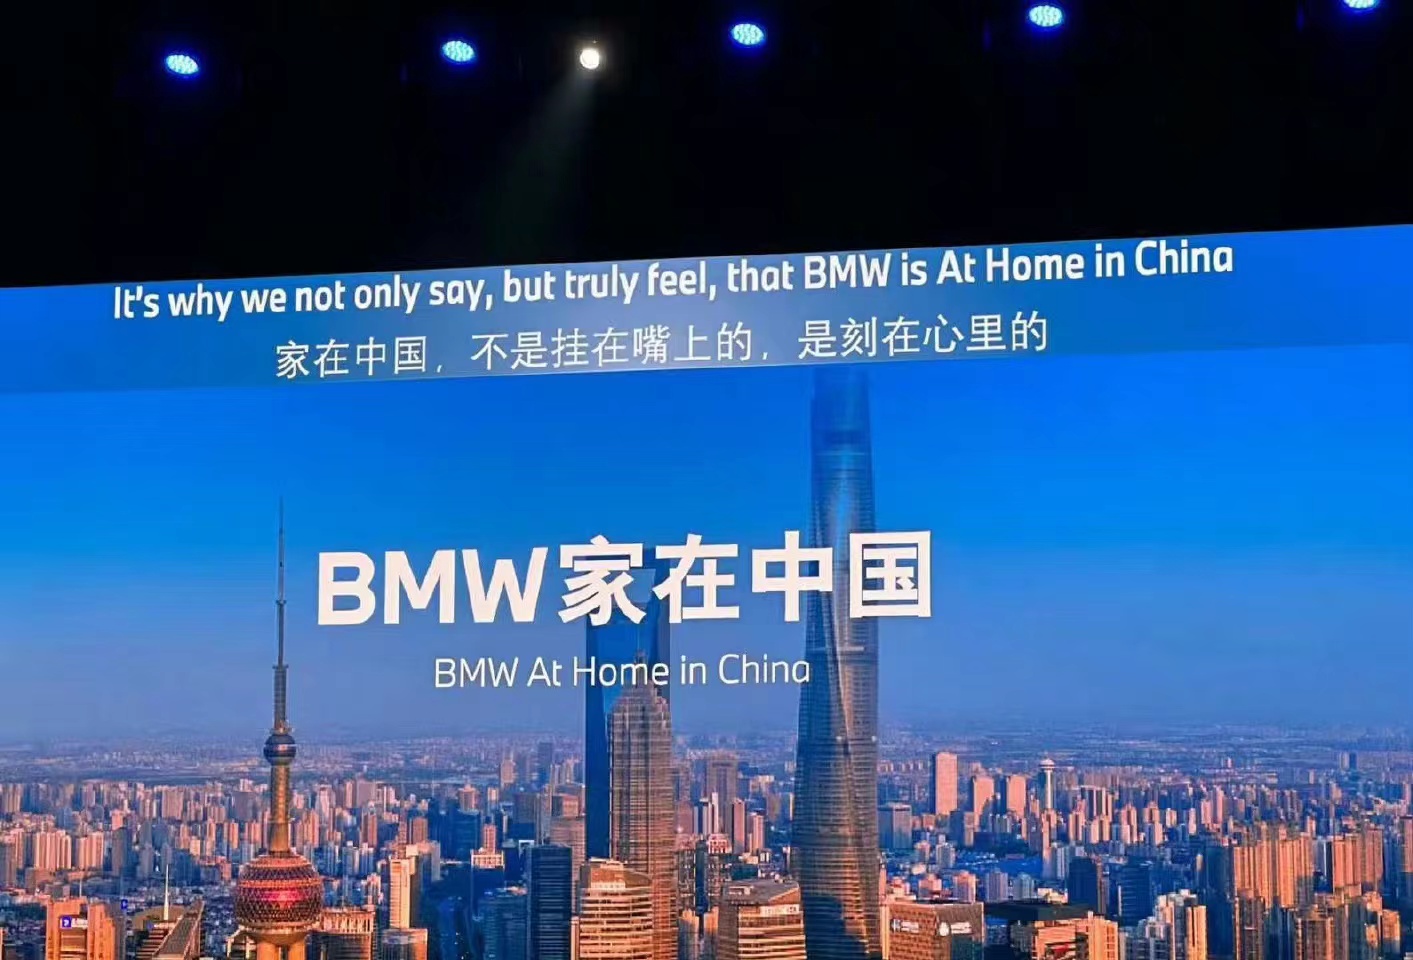 It's why we not only say, but truly feel, that BMW is At Home in China
家在中国，不是挂在嘴上的，是刻在心里的
BMW家在中国
BMW At Home in China